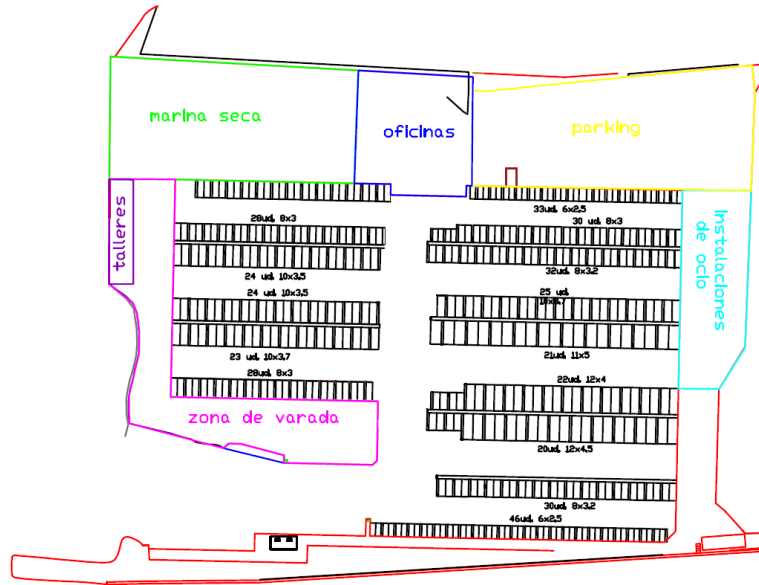 marina seca
oficinas
parking
talleres
28ud. 8x3
33ud. 6x2,5
30 ud. 8x3
Instalaciones
de ocio
24 ud. 10x3,5
32ud. 8x3,2
24 ud. 10x3,5
25 ud.
23 ud. 10x3,7
21ud. 11x5
28ud. 8x3
22ud. 12x4
zona de varada
20ud. 12x4,5
30ud. 8x3,2
46ud. 6x2,5